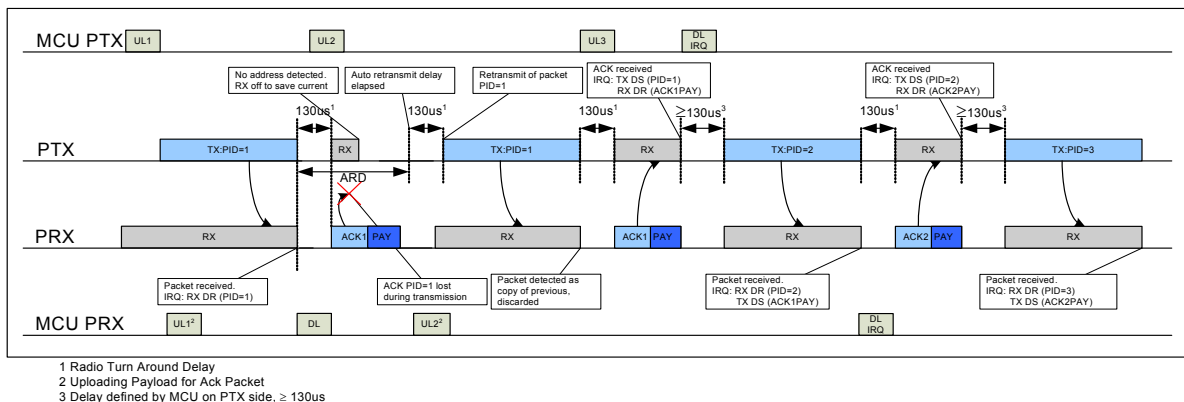 MCU PTX
UL1
UL2
UL3
DL
IRQ
No address detected.
RX off to save current
Auto retransmit delay
elapsed
Retransmit of packet
PID=1
ACK received
IRQ: TX DS (PID=1)
RX DR (ACK1PAY)
ACK received
IRQ: TX DS (PID=2)
RX DR (ACK2PAY)
130us1
130us1
130us1
≥130us3
130us1
≥130us3
PTX
TX:PID=1
RX
TX:PID=1
RX
TX:PID=2
RX
TX:PID=3
ARD
PRX
RX
ACK1
PAY
RX
ACK1
PAY
RX
ACK2
PAY
RX
Packet received.
IRQ: RX DR (PID=1)
ACK PID=1 lost
during transmission
Packet detected as
copy of previous,
discarded
Packet received.
IRQ: RX DR (PID=2)
TX DS (ACK1PAY)
Packet received.
IRQ: RX DR (PID=3)
TX DS (ACK2PAY)
MCU PRX
UL1²
DL
UL2²
DL
IRQ
1 Radio Turn Around Delay
2 Uploading Payload for Ack Packet
3 Delay defined by MCU on PTX side, ≥ 130us